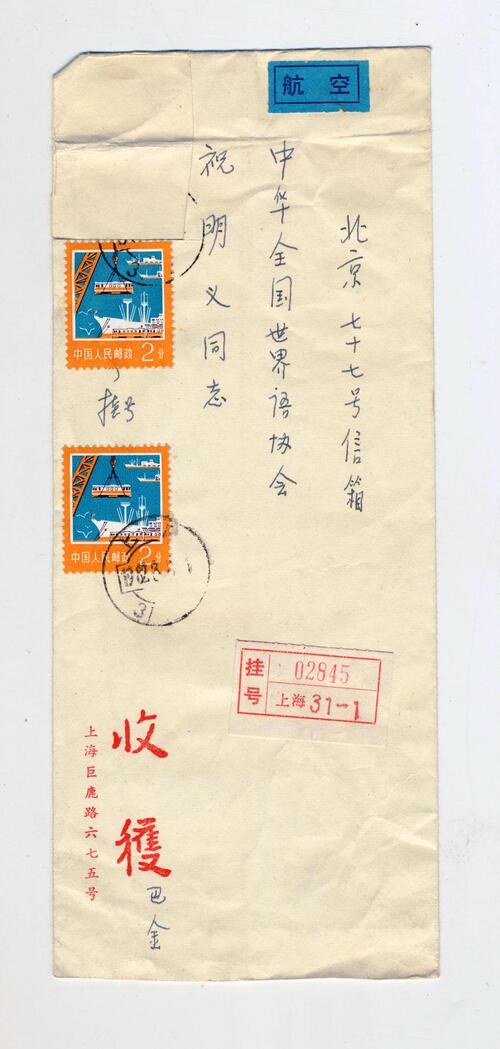 航空
北京七十七号信箱
中华全国世界语协会
祝明义同志
中国人民邮政 2分
挂号
中国人民邮政 2分
挂号 02845
上海 31-1
收穫
巴金
上海巨鹿路六七五号